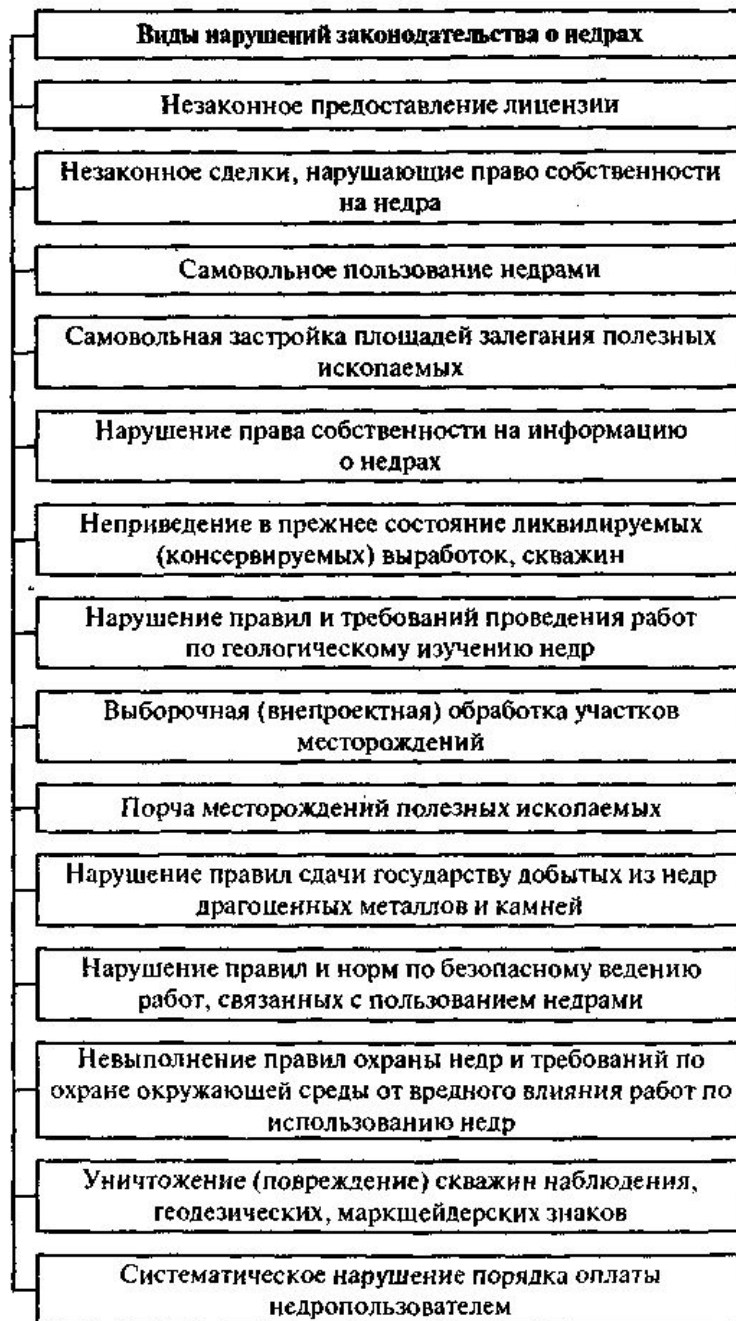 Виды нарушений законодательства о недрах
Незаконное предоставление лицензии
Незаконное сделки, нарушающие право собственности
на недра
Самовольное пользование недрами
Самовольная застройка площадей залегания полезных
ископаемых
Нарушение права собственности на информацию
о недрах
Неприведение в прежнее состояние ликвидируемых
(консервируемых) выработок, скважин
Нарушение правил и требований проведения работ
по геологическому изучению недр
Выборочная (внепроектная) обработка участков
месторождений
Порча месторождений полезных ископаемых
Нарушение правил сдачи государству добытых из недр
драгоценных металлов и камней
Нарушение правил и норм по безопасному ведению
работ, связанных с пользованием недрами
Невыполнение правил охраны недр и требований по
охране окружающей среды от вредного влияния работ по
использованию недр
Уничтожение (повреждение) скважин наблюдения,
геодезических, маркщейдерских знаков
Систематическое нарушение порядка оплаты
недропользователем